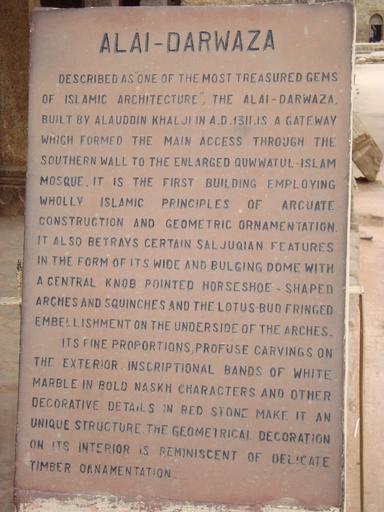 ALAI-DARWAZA
DESCRIBED AS "ONE OF THE MOST TREASURED GEMS
OF ISLAMIC ARCHITECTURE", THE ALAI-DARWAZA,
BUILT BY ALAUDDIN KHALJI IN A.D. 1311, IS A GATEWAY
WHICH FORMED THE MAIN ACCESS THROUGH THE
SOUTHERN WALL TO THE ENLARGED QUWWATUL-ISLAM
MOSQUE. IT IS THE FIRST BUILDING EMPLOYING
WHOLLY ISLAMIC PRINCIPLES OF ARCUATE
CONSTRUCTION AND GEOMETRIC ORNAMENTATION.
IT ALSO BETRAYS CERTAIN SALJUQIAN FEATURES
IN THE FORM OF ITS WIDE AND BULGING DOME WITH
A CENTRAL KNOB POINTED HORSESHOE - SHAPED
ARCHES AND SQUINCHES AND THE LOTUS-BUD FRINGED
EMBELLISHMENT ON THE UNDERSIDE OF THE ARCHES.
ITS FINE PROPORTIONS, PROFUSE CARVINGS ON
THE EXTERIOR. INSCRIPTIONAL BANDS OF WHITE
MARBLE IN BOLD NASKH CHARACTERS AND OTHER
DECORATIVE DETAILS IN RED STONE MAKE IT AN
UNIQUE STRUCTURE. THE GEOMETRICAL DECORATION
ON ITS INTERIOR IS REMINISCENT OF DELICATE
TIMBER ORNAMENTATION.